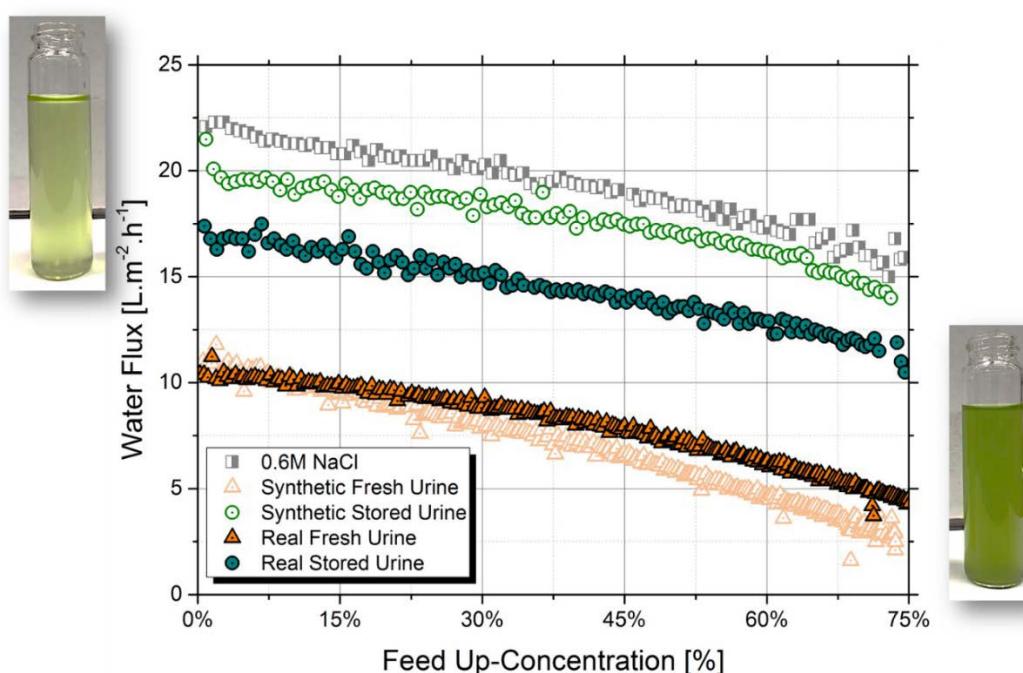 25
20
15
10
5
0
Water Flux [L.m⁻².h⁻¹]
0.6M NaCl
Synthetic Fresh Urine
Synthetic Stored Urine
Real Fresh Urine
Real Stored Urine
0% 15% 30% 45% 60% 75%
Feed Up-Concentration [%]